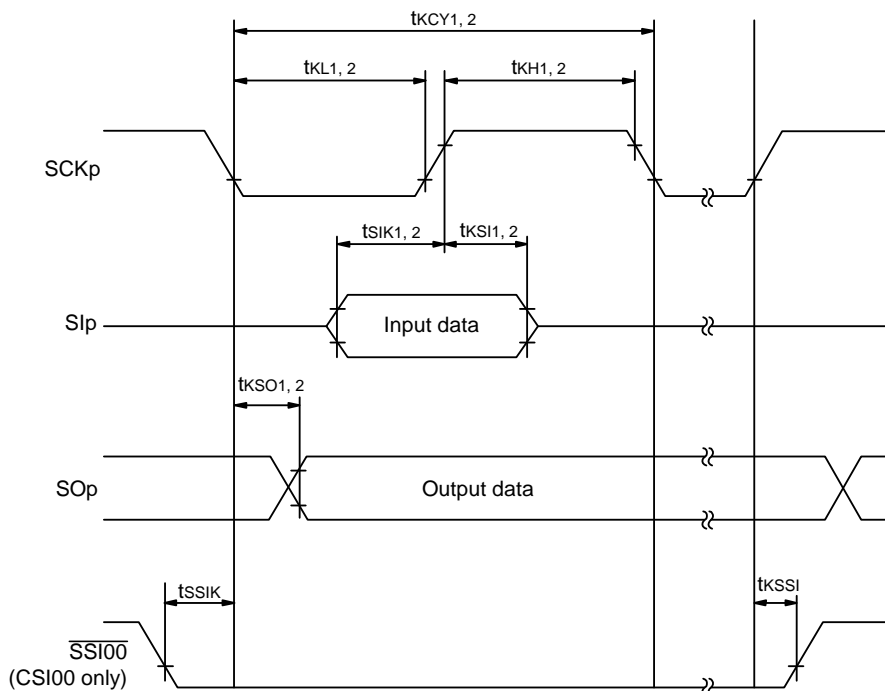 tKCY1, 2
tKL1, 2
tKH1, 2
SCKp
tSIK1, 2
tKSI1, 2
SIp
Input data
tKSO1, 2
SOp
Output data
tSSIK
tKSSI
SSI00
(CSI00 only)